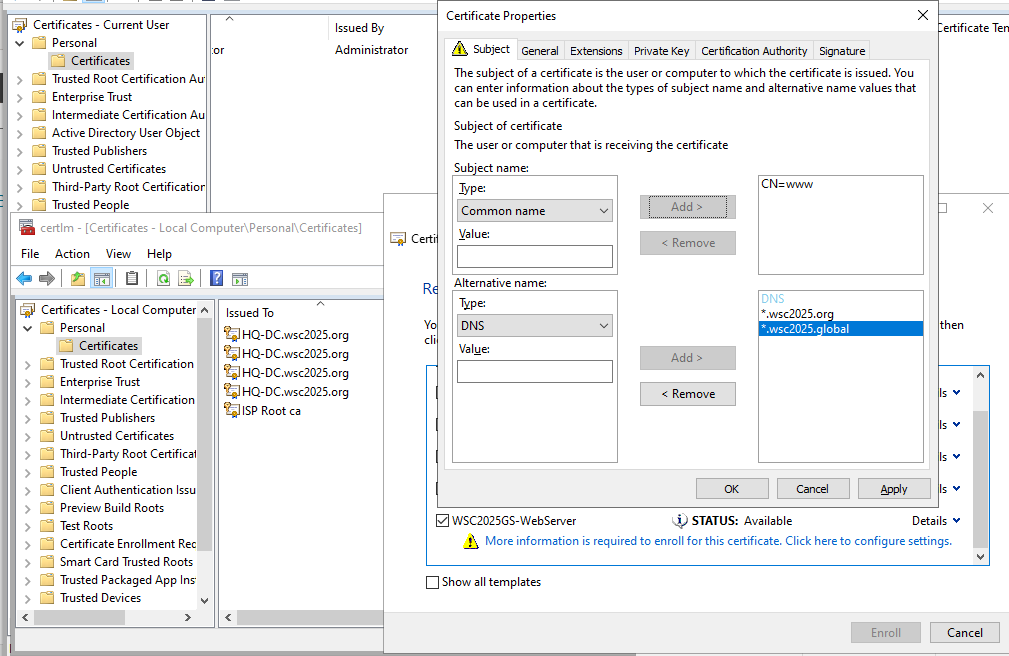 Certificates - Current User
Personal
Certificates
Trusted Root Certification Au
Enterprise Trust
Intermediate Certification Au
Active Directory User Object
Trusted Publishers
Untrusted Certificates
Third-Party Root Certification
Trusted People
Issued By
Administrator
Certificate Ten
certlm - [Certificates - Local Computer\Personal\Certificates]
File Action View Help
Certificates - Local Computer
Personal
Certificates
Trusted Root Certification
Enterprise Trust
Intermediate Certification
Trusted Publishers
Untrusted Certificates
Third-Party Root Certificat
Trusted People
Client Authentication Issu
Preview Build Roots
Test Roots
Certificate Enrollment Rec
Smart Card Trusted Roots
Trusted Packaged App Ins
Trusted Devices
Issued To
HQ-DC.wsc2025.org
HQ-DC.wsc2025.org
HQ-DC.wsc2025.org
HQ-DC.wsc2025.org
ISP Root ca
Certificate Properties
Subject General Extensions Private Key Certification Authority Signature
The subject of a certificate is the user or computer to which the certificate is issued. You
can enter information about the types of subject name and alternative name values that
can be used in a certificate.
Subject of certificate
The user or computer that is receiving the certificate
Subject name:
Type:
Common name
Value:
Add >
< Remove
CN=www
Alternative name:
Type:
DNS
Value:
Add >
< Remove
DNS
*.wsc2025.org
*.wsc2025.global
OK Cancel Apply
then
WSC2025GS-WebServer
STATUS: Available
Details
More information is required to enroll for this certificate. Click here to configure settings.
Show all templates
Enroll Cancel